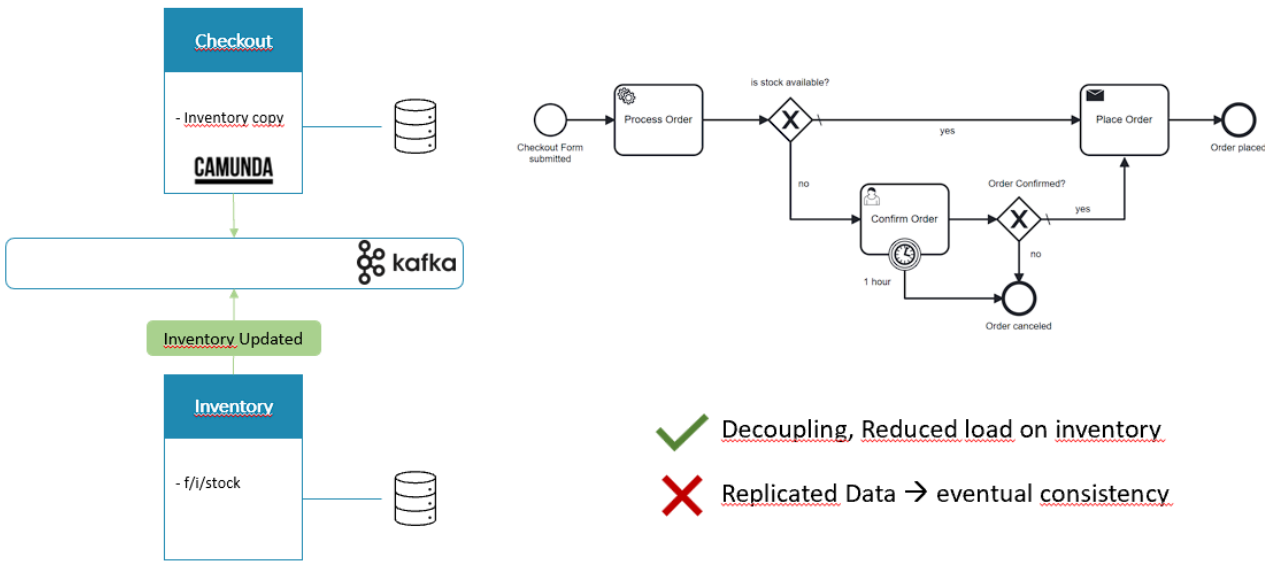 Checkout
- Inventory copy
CAMUNDA
kafka
Inventory Updated
Inventory
- f/i/stock
is stock available?
Process Order
X
yes
Place Order
Checkout Form
submitted
Order placed
no
Order Confirmed?
Confirm Order
X
yes
no
1 hour
Order canceled
Decoupling, Reduced load on inventory
Replicated Data → eventual consistency